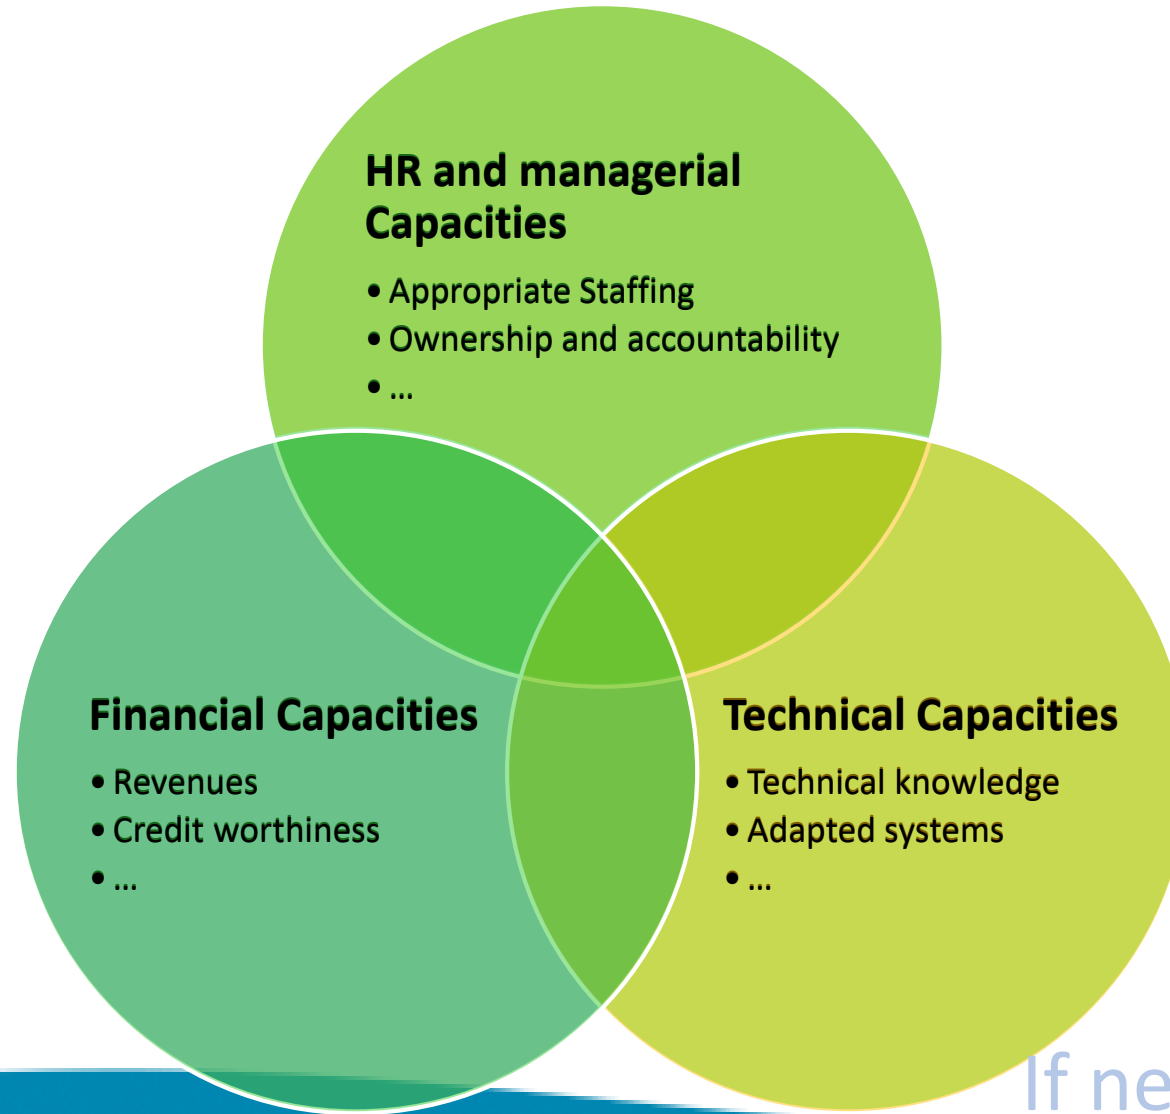 HR and managerial
Capacities
• Appropriate Staffing
• Ownership and accountability
• ...
Financial Capacities
• Revenues
• Credit worthiness
• ...
Technical Capacities
• Technical knowledge
• Adapted systems
• ...
If ne